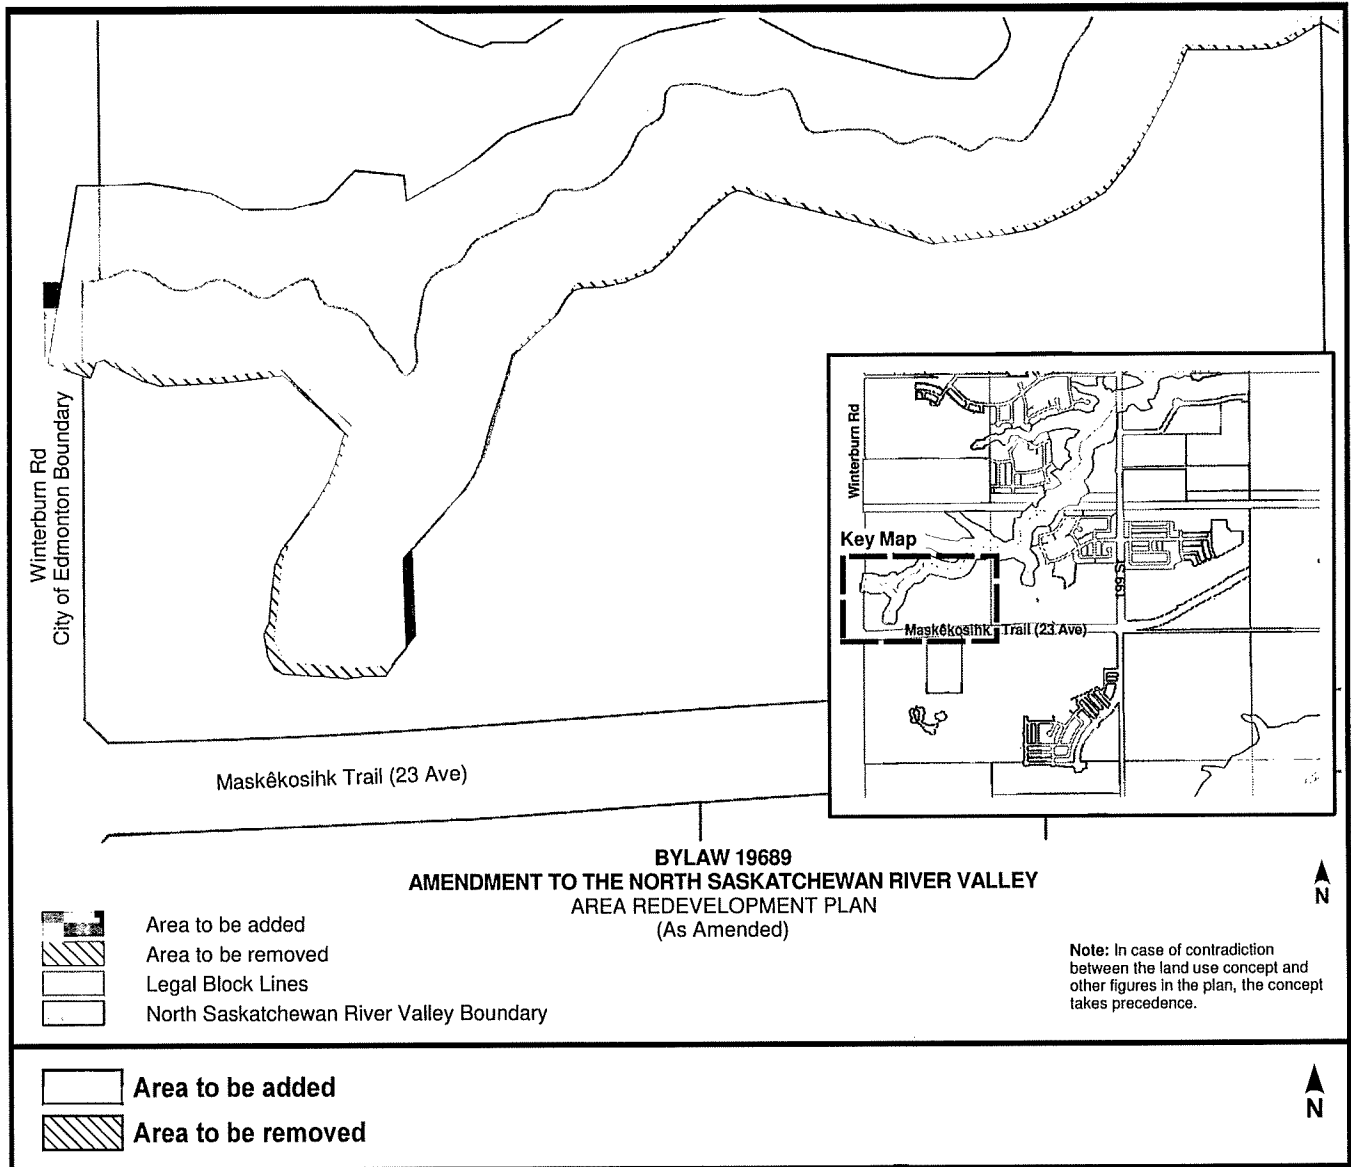 Winterburn Rd
City of Edmonton Boundary
Winterburn Rd
Key Map
199 St
Maskêkosihk Trail (23 Ave)
Maskêkosihk Trail (23 Ave)
BYLAW 19689
AMENDMENT TO THE NORTH SASKATCHEWAN RIVER VALLEY
AREA REDEVELOPMENT PLAN
(As Amended)
N
Area to be added
Area to be removed
Legal Block Lines
North Saskatchewan River Valley Boundary
Note: In case of contradiction
between the land use concept and
other figures in the plan, the concept
takes precedence.
Area to be added
Area to be removed
N